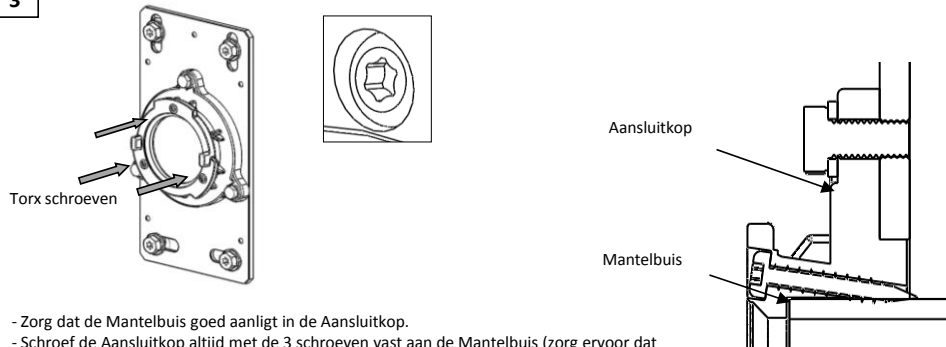 3
Aansluitkop
Torx schroeven
Mantelbuis
- Zorg dat de Mantelbuis goed aanligt in de Aansluitkop.
- Schroef de Aansluitkop altijd met de 3 schroeven vast aan de Mantelbuis (zorg ervoor dat